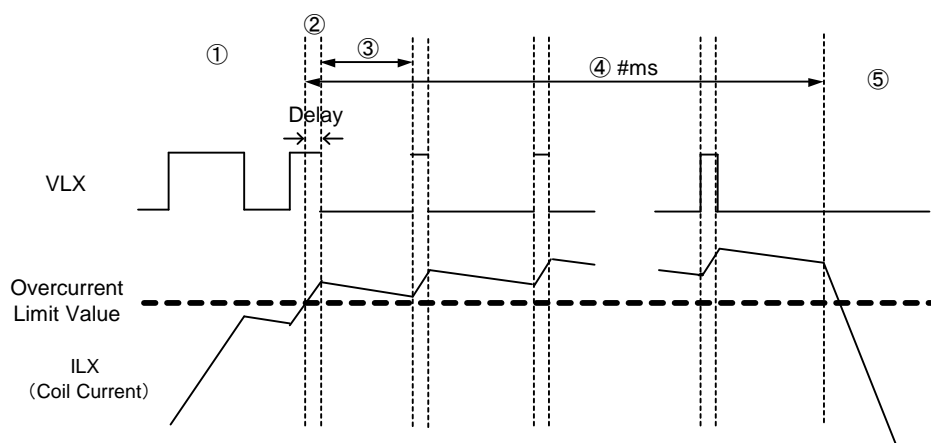 ①
②
③
④ #ms
⑤
Delay
VLX
Overcurrent
Limit Value
ILX
（Coil Current）